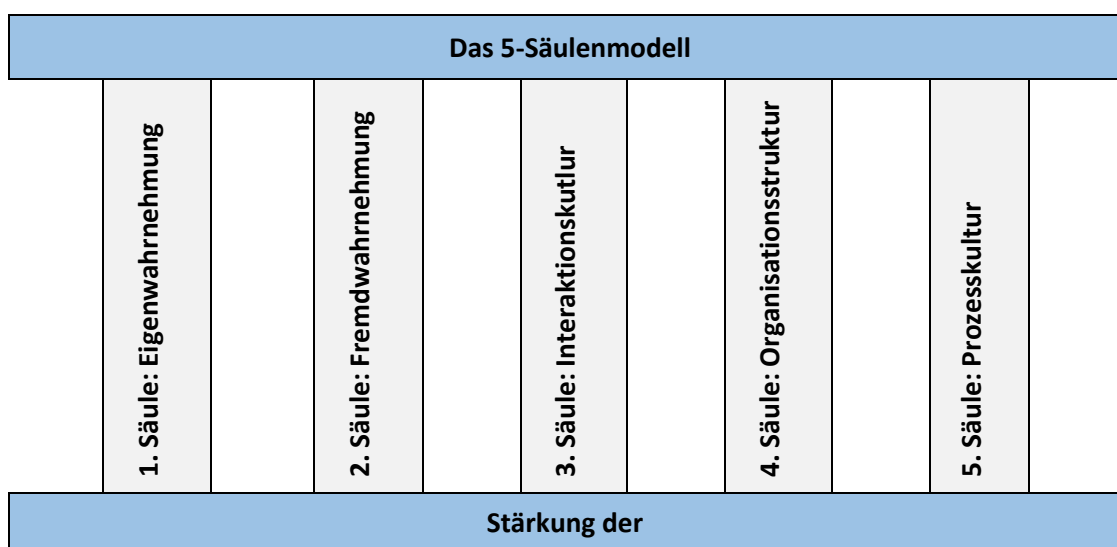 Das 5-Säulenmodell
1. Säule: Eigenwahrnehmung
2. Säule: Fremdwahrnehmung
3. Säule: Interaktionskutlur
4. Säule: Organisationsstruktur
5. Säule: Prozesskultur
Stärkung der